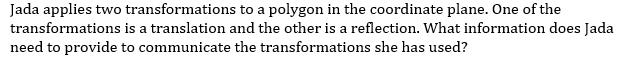 Jada applies two transformations to a polygon in the coordinate plane. One of the
transformations is a translation and the other is a reflection. What information does Jada
need to provide to communicate the transformations she has used?